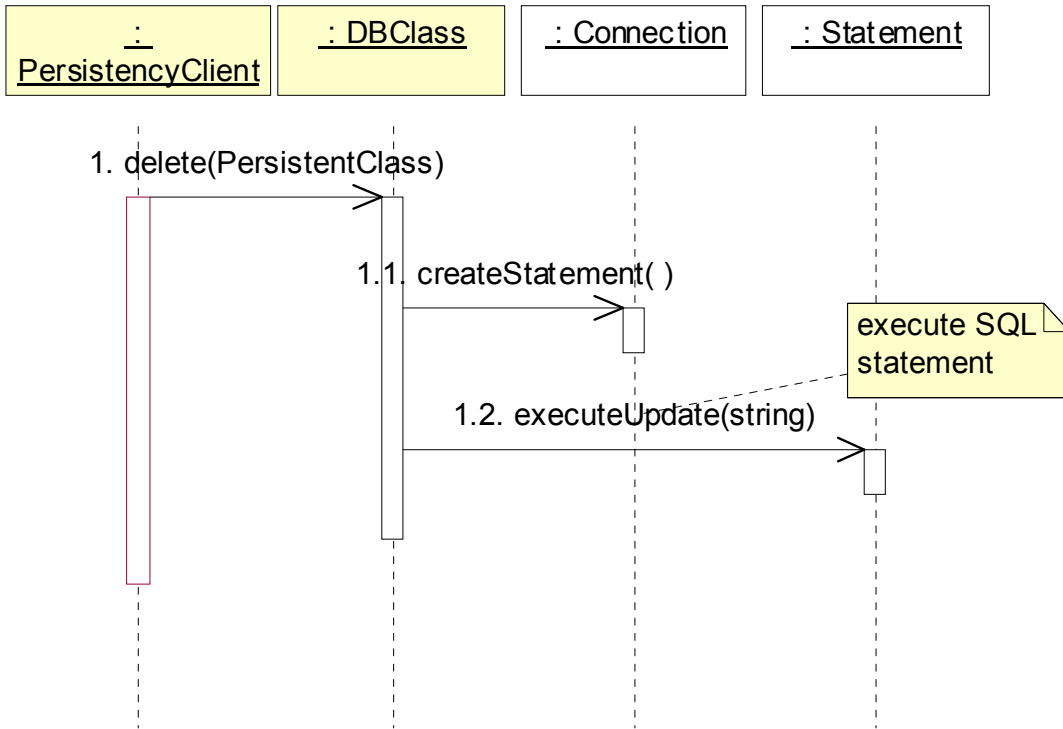 :
PersistencyClient
: DBClass
: Connection
: Statement
1. delete(PersistentClass)
1.1. createStatement( )
execute SQL
statement
1.2. executeUpdate(string)